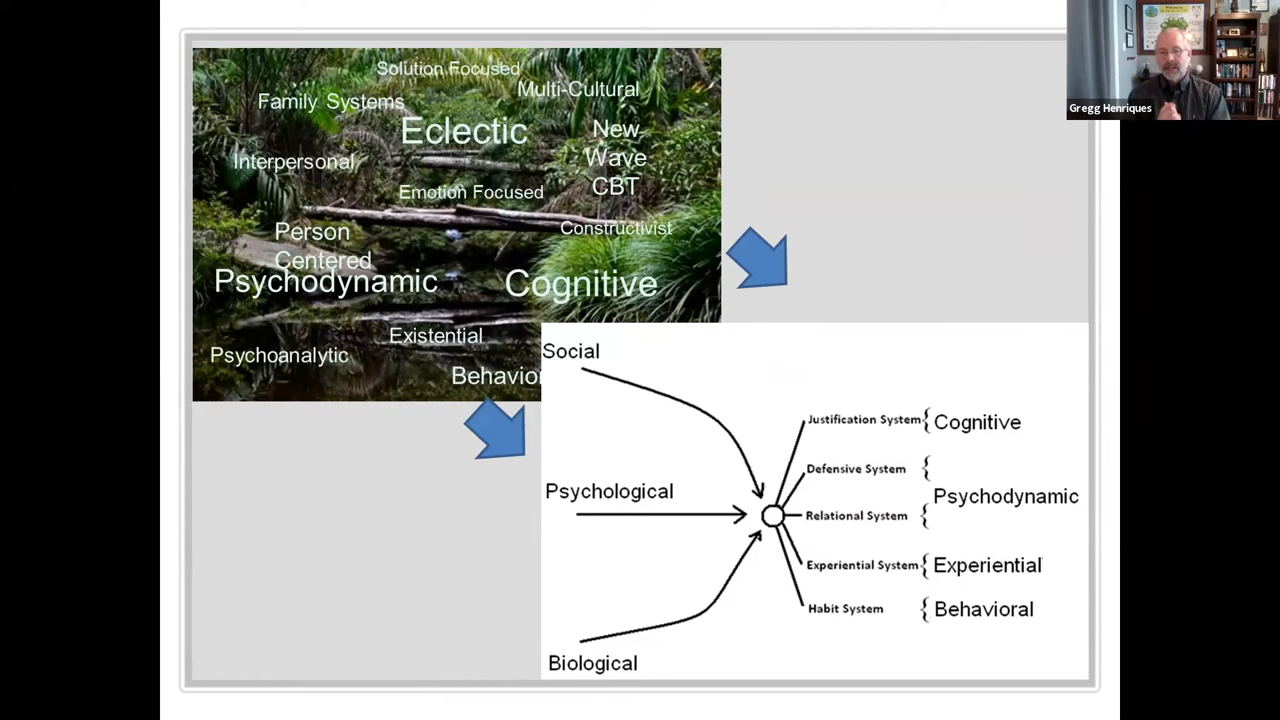 Solution Focused
Multi-Cultural
Family Systems
Eclectic
New
Wave
CBT
Interpersonal
Emotion Focused
Person
Centered
Constructivist
Psychodynamic
Cognitive
Existential
Psychoanalytic
Behavior
Social
Psychological
Biological
Justification System { Cognitive
Defensive System {
Psychodynamic
Relational System {
Experiential System { Experiential
Habit System { Behavioral
Gregg Henriques